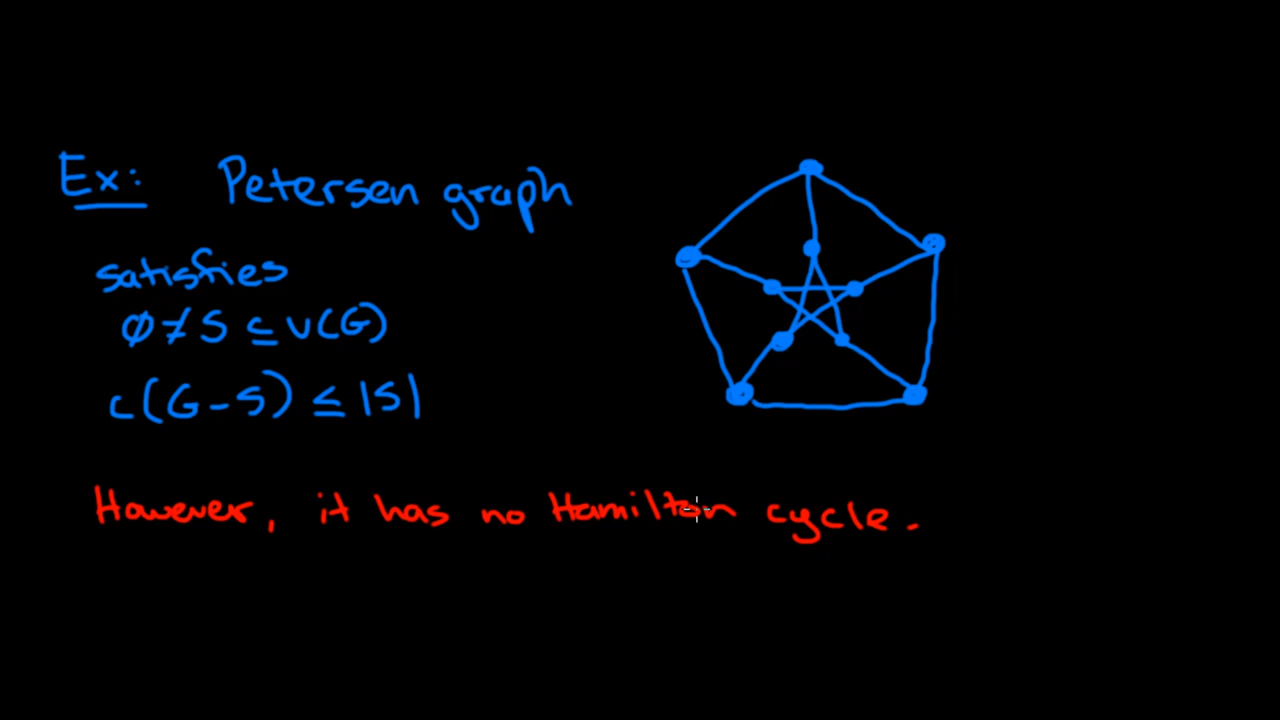 Ex: Petersen graph
satisfies
∅ ≠ S ⊆ V(G)
c(G-S) ≤ |S|
However, it has no Hamilton cycle.